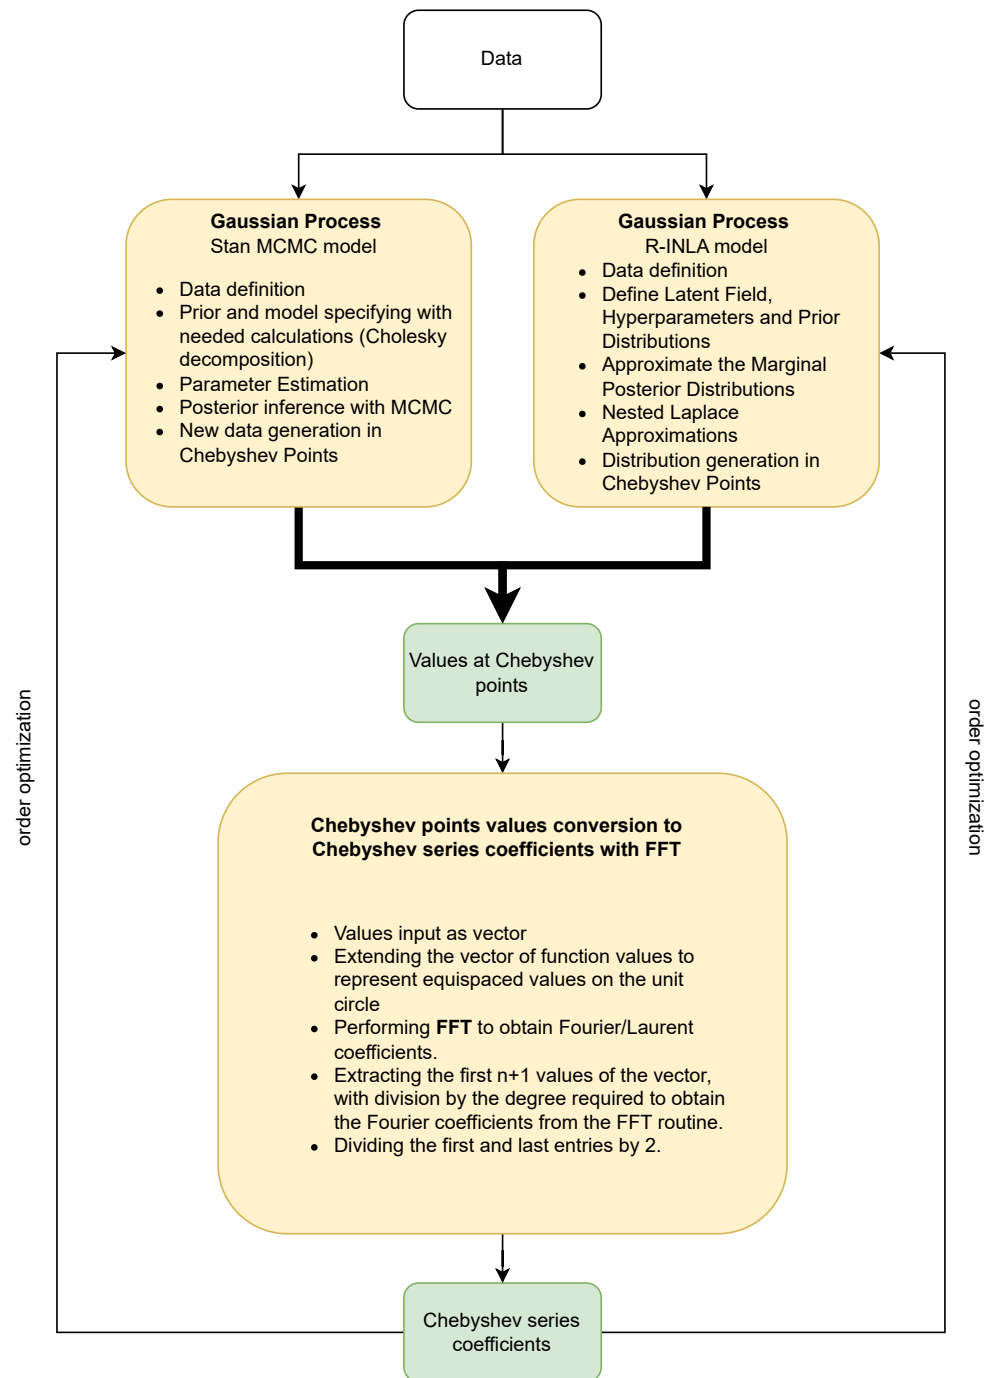 Data
Gaussian Process
Stan MCMC model
• Data definition
• Prior and model specifying with
needed calculations (Cholesky
decomposition)
• Parameter Estimation
• Posterior inference with MCMC
• New data generation in
Chebyshev Points
Gaussian Process
R-INLA model
• Data definition
• Define Latent Field,
Hyperparameters and Prior
Distributions
• Approximate the Marginal
Posterior Distributions
• Nested Laplace
Approximations
• Distribution generation in
Chebyshev Points
Values at Chebyshev
points
order optimization
order optimization
Chebyshev points values conversion to
Chebyshev series coefficients with FFT
• Values input as vector
• Extending the vector of function values to
represent equispaced values on the unit
circle
• Performing FFT to obtain Fourier/Laurent
coefficients.
• Extracting the first n+1 values of the vector,
with division by the degree required to obtain
the Fourier coefficients from the FFT routine.
• Dividing the first and last entries by 2.
Chebyshev series
coefficients